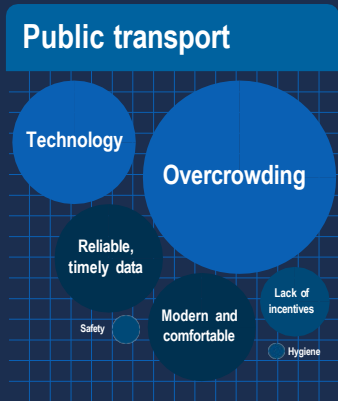 Public transport
Technology
Overcrowding
Reliable,
timely data
Lack of
incentives
Modern and
comfortable
Safety
Hygiene